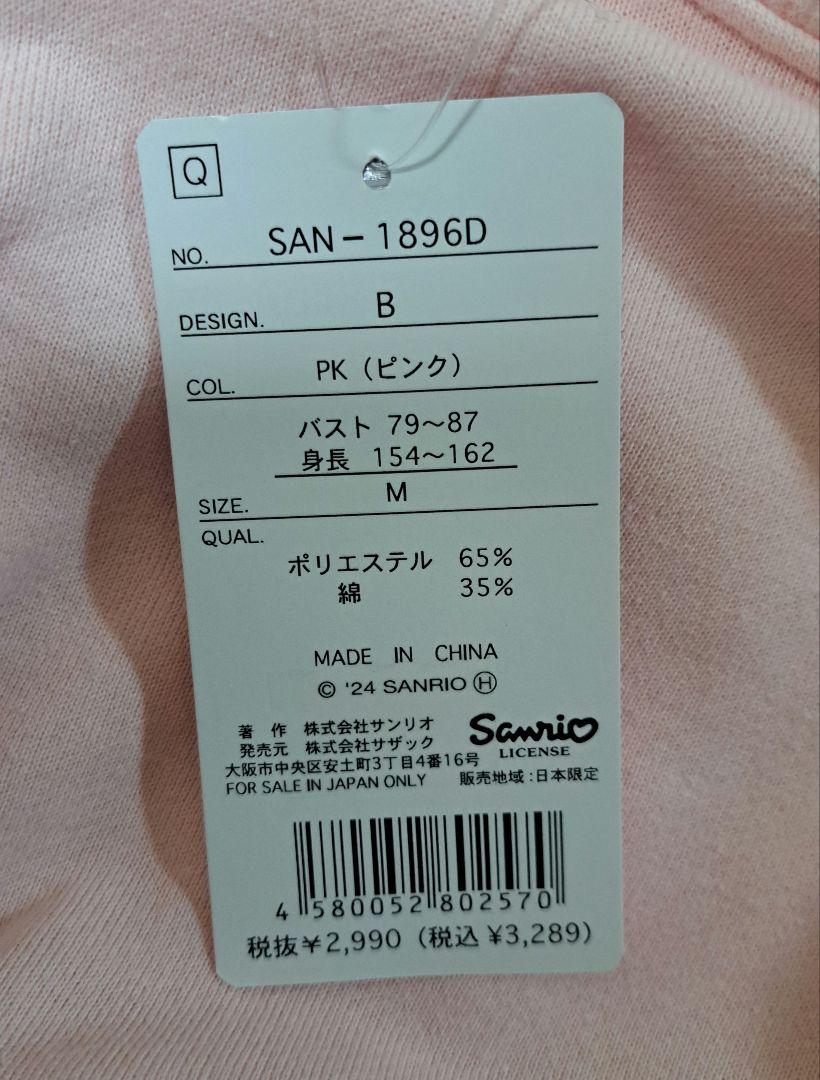 Q
NO. SAN－1896D
DESIGN. B
COL. PK（ピンク）
バスト 79～87
身長 154～162
SIZE. M
QUAL.
ポリエステル 65%
綿 35%
MADE IN CHINA
© '24 SANRIO Ⓗ
著 作 株式会社サンリオ
発売元 株式会社サザック
Sanrio
LICENSE
大阪市中央区安土町3丁目4番16号
FOR SALE IN JAPAN ONLY 販売地域：日本限定
4 580052 802570
税抜￥2,990（税込 ¥3,289）